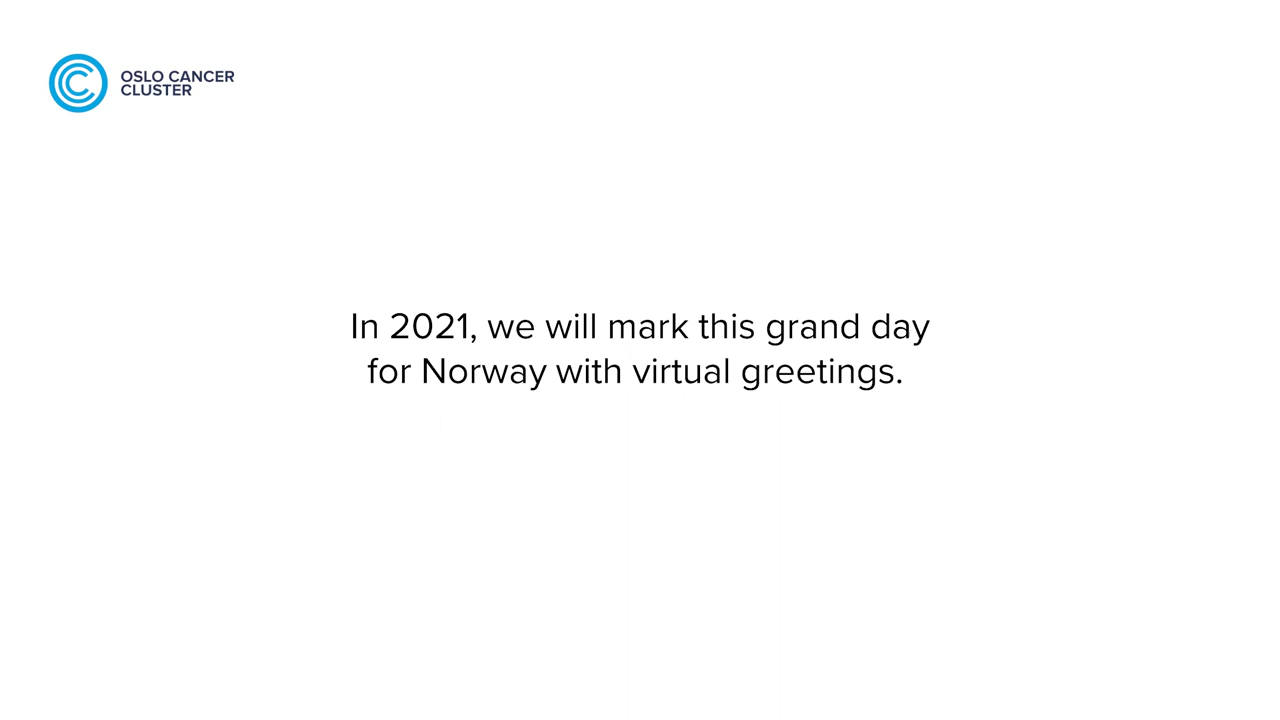 OSLO CANCER
CLUSTER
In 2021, we will mark this grand day
for Norway with virtual greetings.